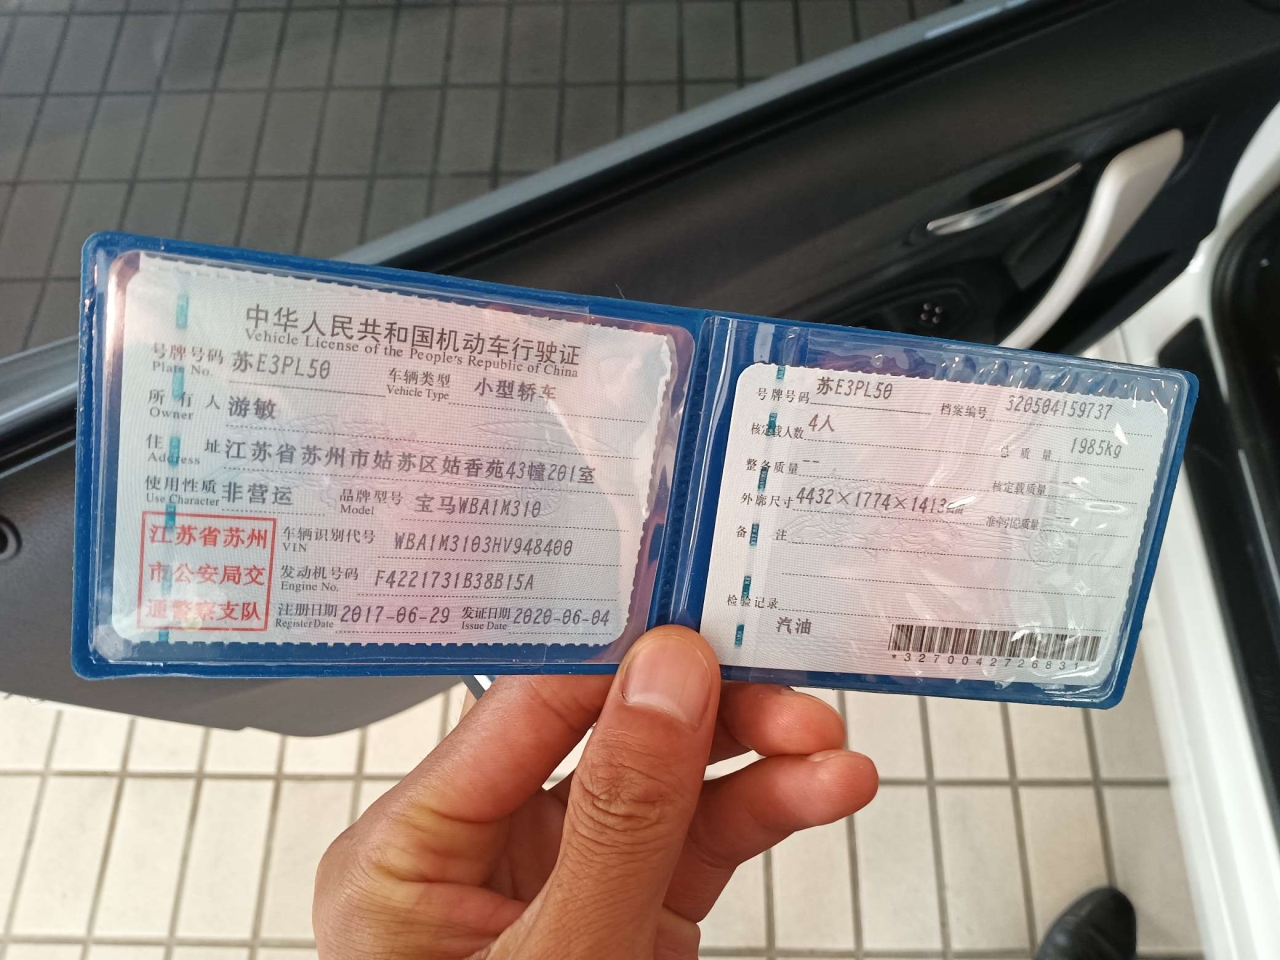 中华人民共和国机动车行驶证
Vehicle License of the People's Republic of China
号牌号码 苏E3PL50 车辆类型 小型轿车
Plate No. Vehicle Type
所有人 游敏
Owner
住址 江苏省苏州市姑苏区姑香苑43幢201室
Address
使用性质 非营运 品牌型号 宝马WBA1M310
Use Character Model
江苏省苏州
市公安局交
通警察支队
车辆识别代号 WBA1M3103HV948400
VIN
发动机号码 F4221731B38B15A
Engine No.
注册日期 2017-06-29 发证日期 2020-06-04
Register Date Issue Date
号牌号码 苏E3PL50 档案编号 320504159737
核定载人数 4人 总质量 1985kg
整备质量 -- 核定载质量
外廓尺寸 4432×1774×1413mm 准牵引总质量 --
备注
检验记录
汽油
*3270042726831